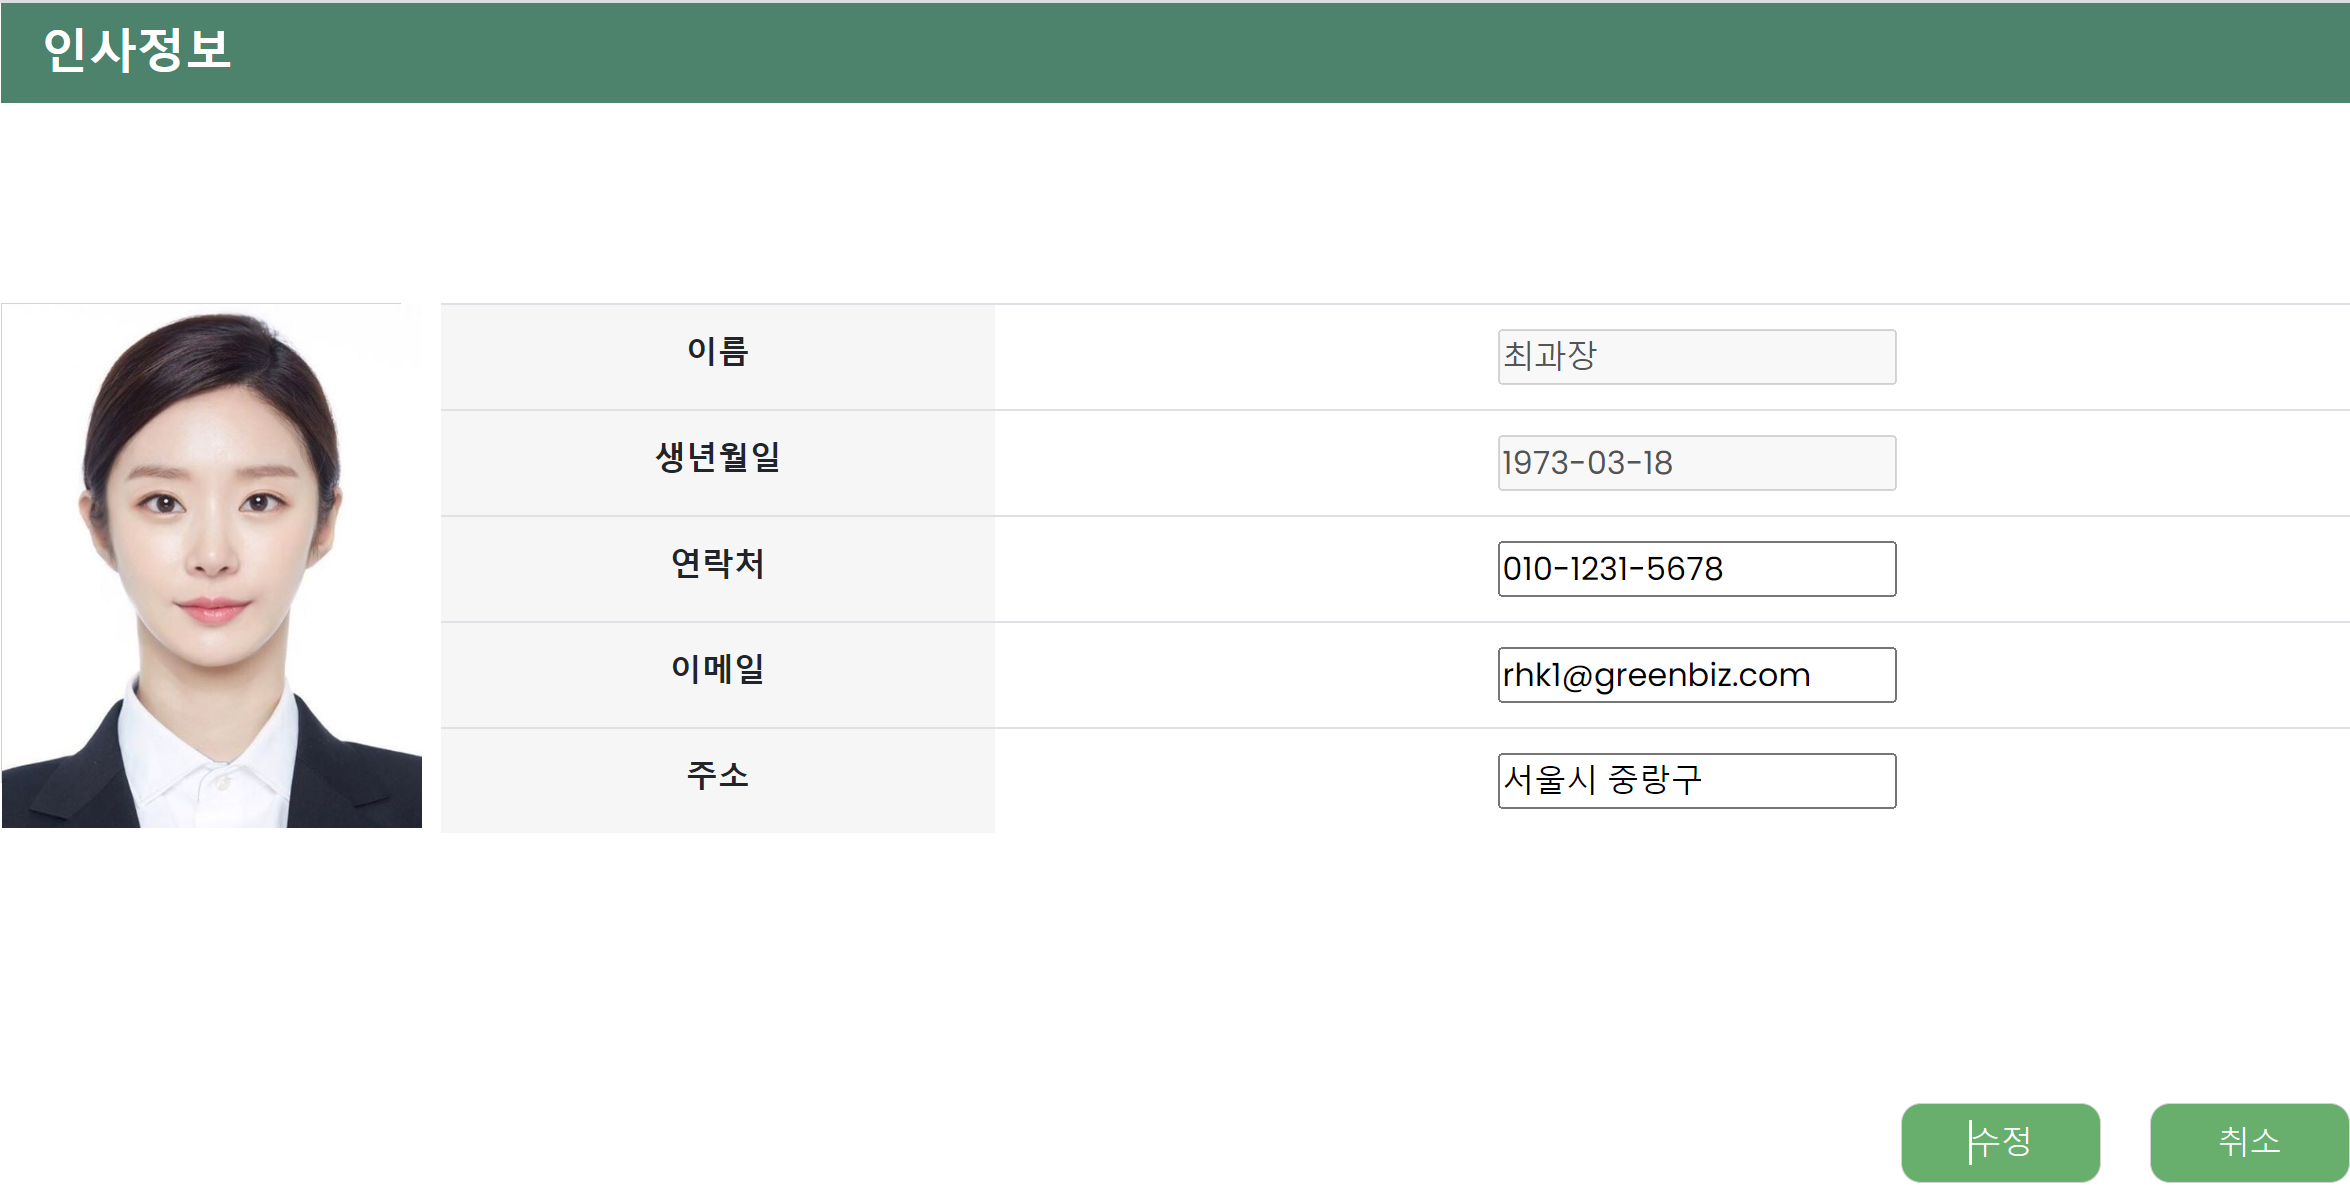 인사정보
이름
최과장
생년월일
1973-03-18
연락처
010-1231-5678
이메일
rhk1@greenbiz.com
주소
서울시 중랑구
수정
취소